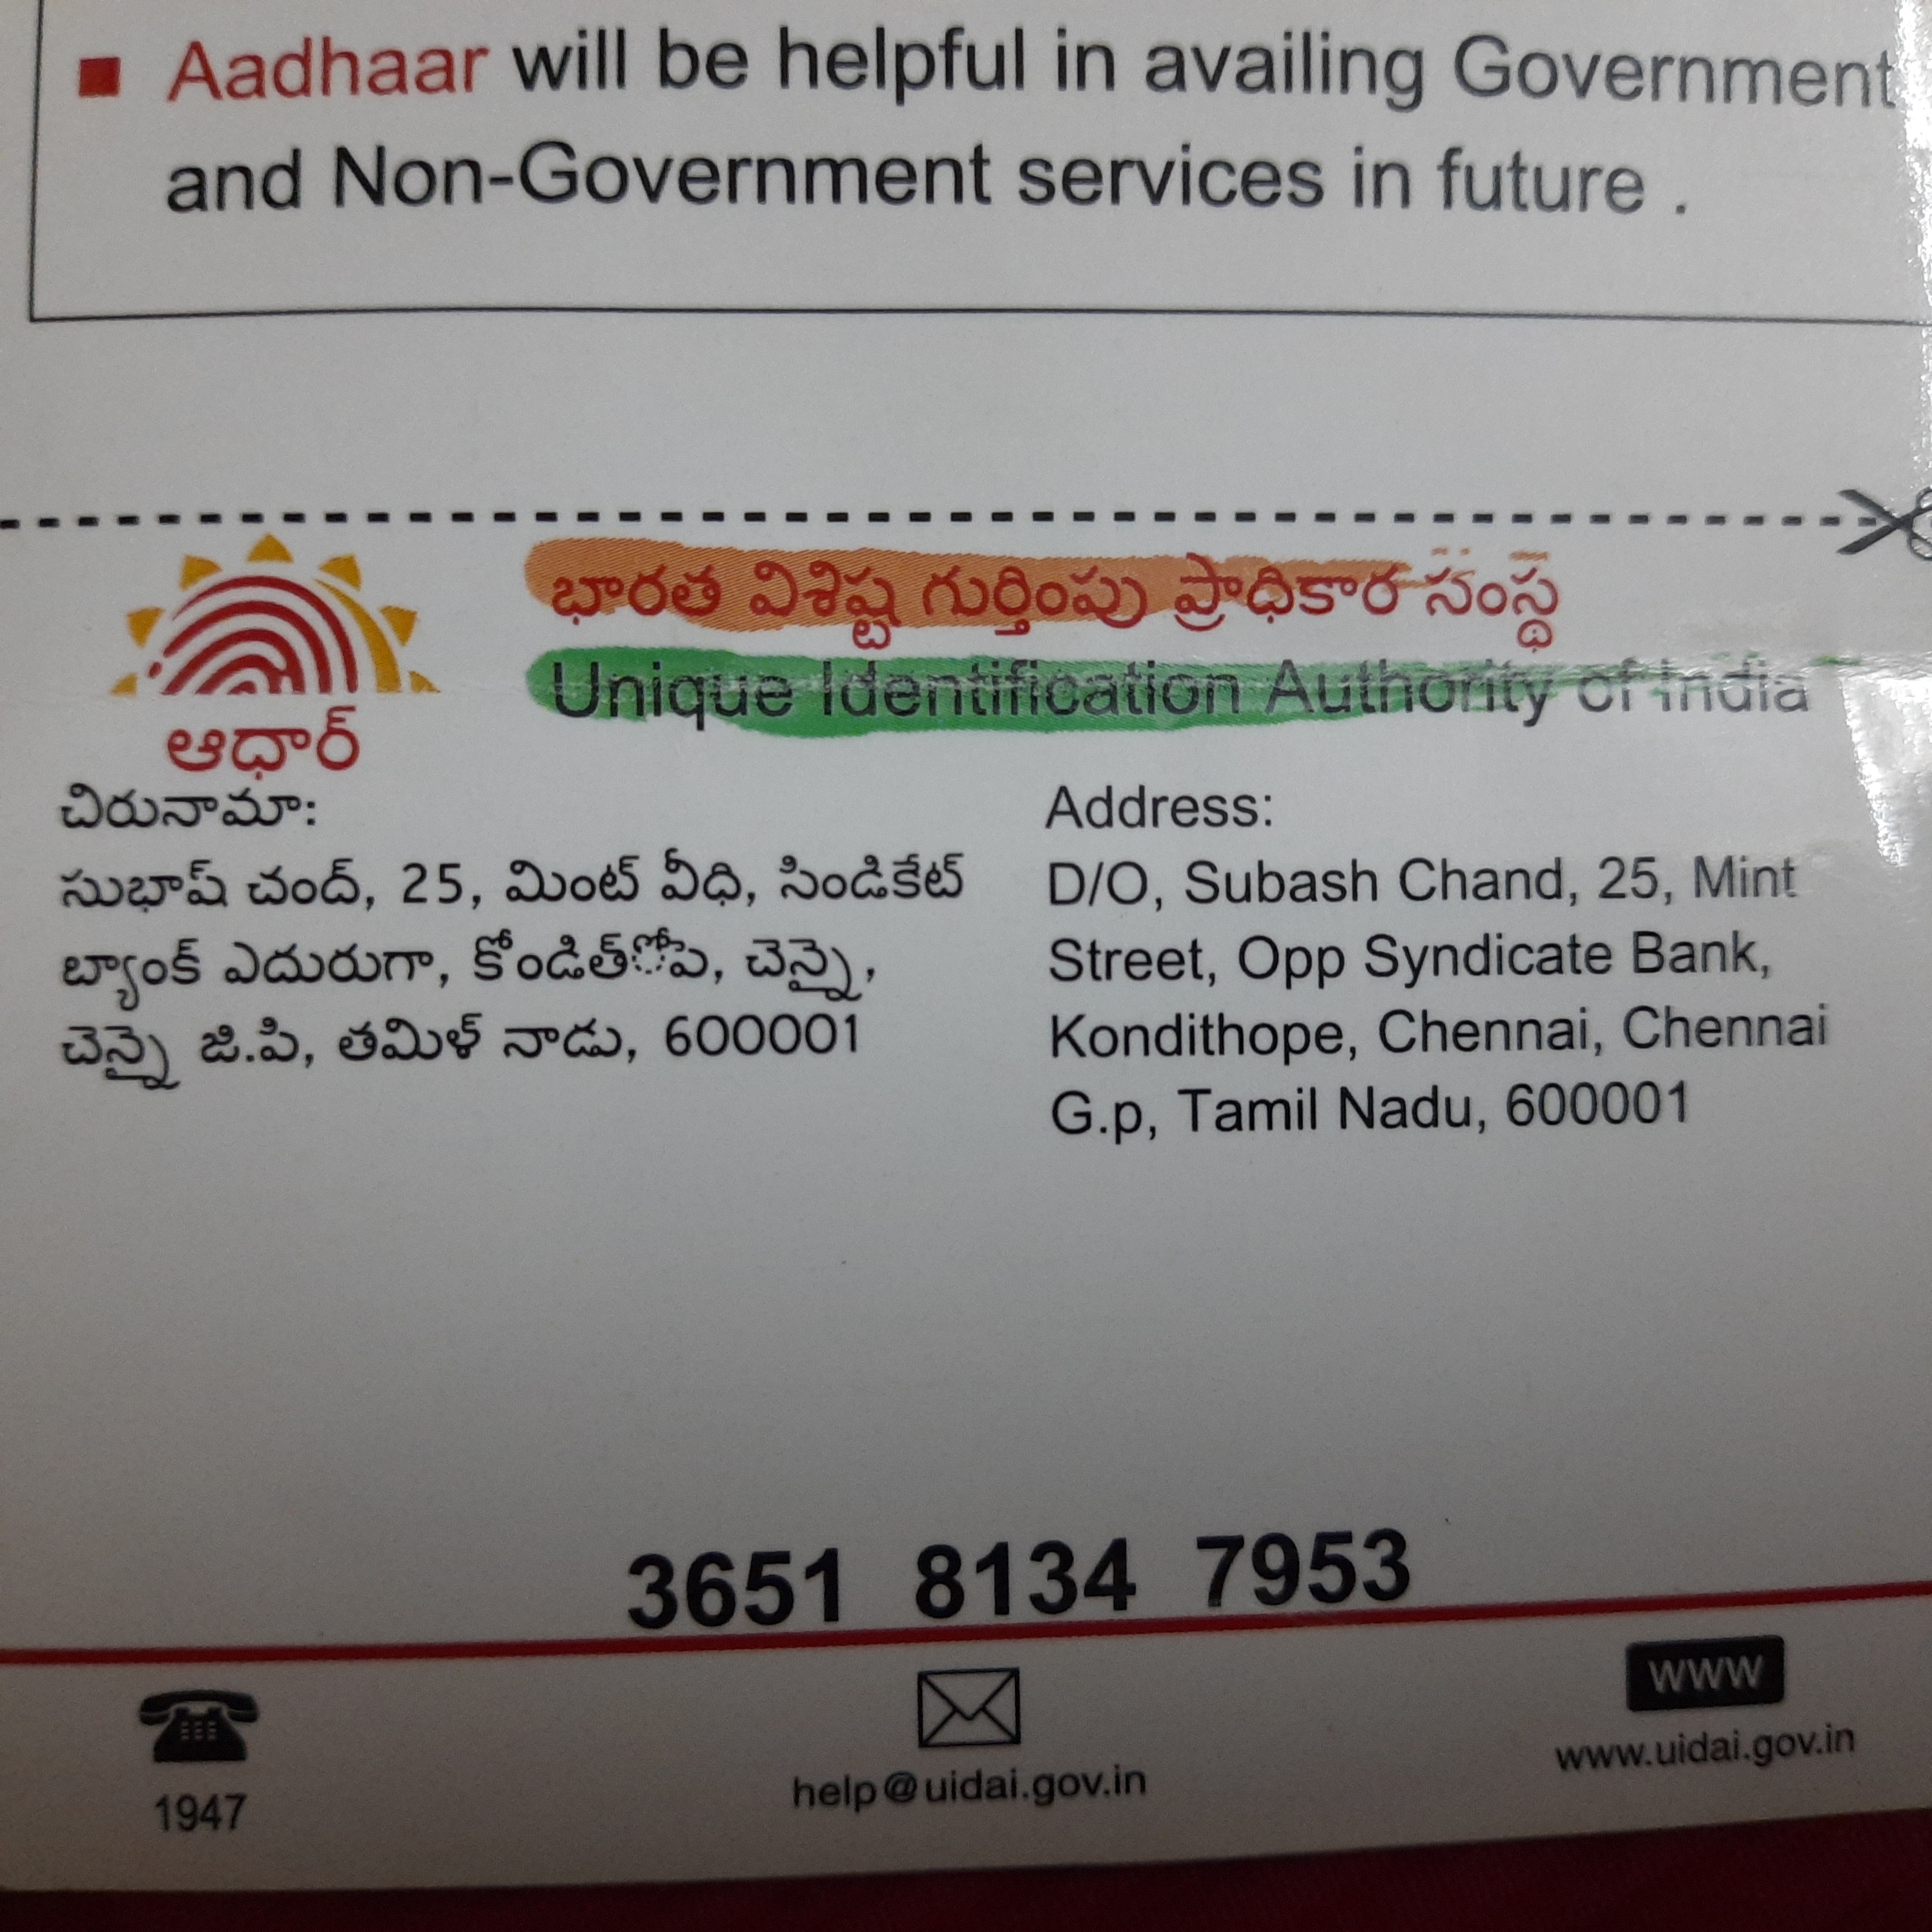 Aadhaar will be helpful in availing Government
and Non-Government services in future .
భారత విశిష్ట గుర్తింపు ప్రాధికార సంస్థ
Unique Identification Authority of India
ఆధార్
చిరునామా:
సుభాష్ చంద్, 25, మింట్ వీధి, సిండికేట్
బ్యాంక్ ఎదురుగా, చెన్నై,
చెన్నై జి.పి, తమిళ్ నాడు, 600001
Address:
D/O, Subash Chand, 25, Mint
Street, Opp Syndicate Bank,
Kondithope, Chennai, Chennai
G.p, Tamil Nadu, 600001
3651 8134 7953
1947
help@uidai.gov.in
www
www.uidai.gov.in